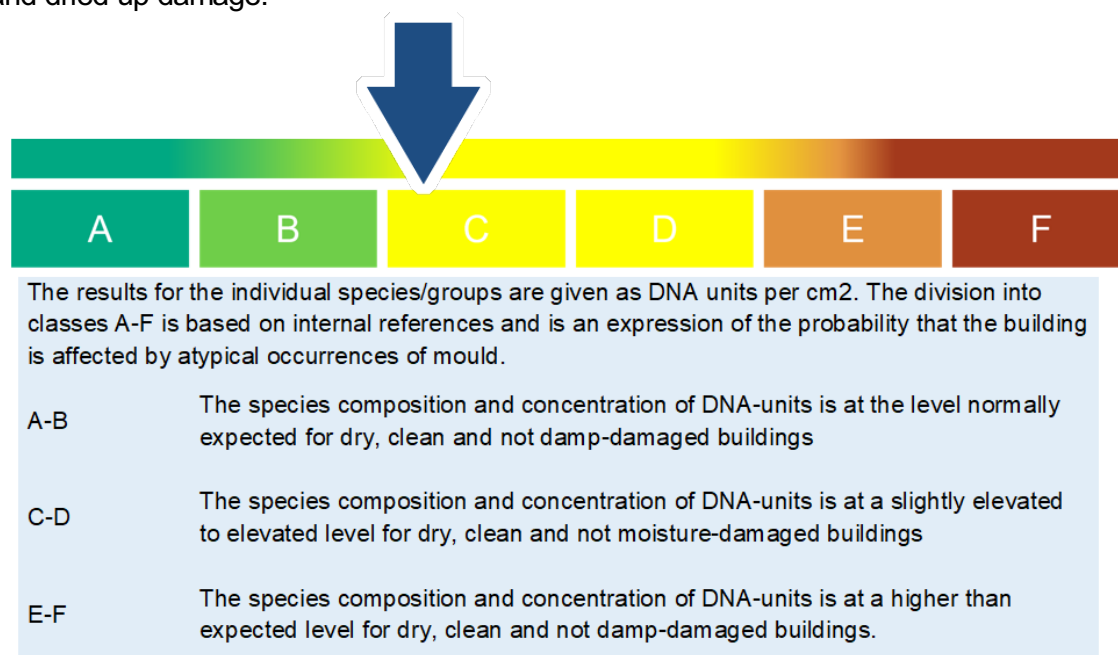 and dried up damage.
A B C D E F
The results for the individual species/groups are given as DNA units per cm2. The division into
classes A-F is based on internal references and is an expression of the probability that the building
is affected by atypical occurrences of mould.
A-B
The species composition and concentration of DNA-units is at the level normally
expected for dry, clean and not damp-damaged buildings
C-D
The species composition and concentration of DNA-units is at a slightly elevated
to elevated level for dry, clean and not moisture-damaged buildings
E-F
The species composition and concentration of DNA-units is at a higher than
expected level for dry, clean and not damp-damaged buildings.